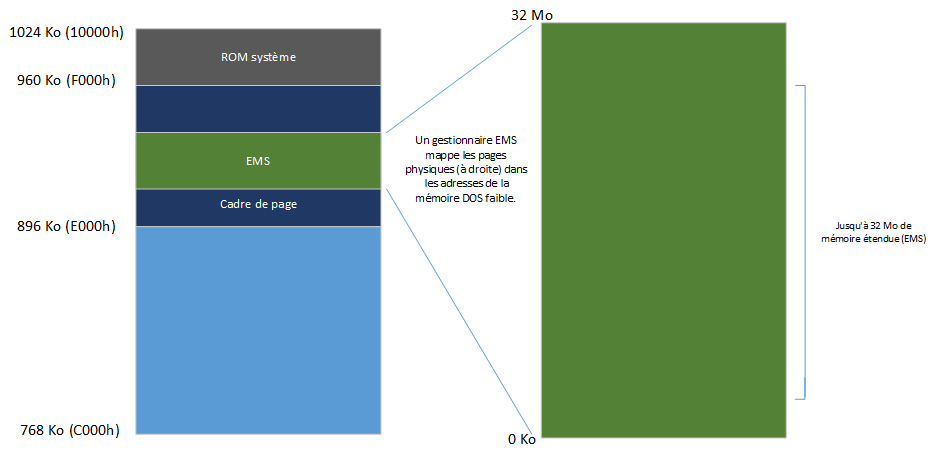 32 Mo
1024 Ko (10000h)
ROM système
960 Ko (F000h)
Un gestionnaire EMS
mappe les pages
physiques (à droite) dans
les adresses de la
mémoire DOS faible.
EMS
Cadre de page
896 Ko (E000h)
Jusqu'à 32 Mo de
mémoire étendue (EMS)
768 Ko (C000h)
0 Ko